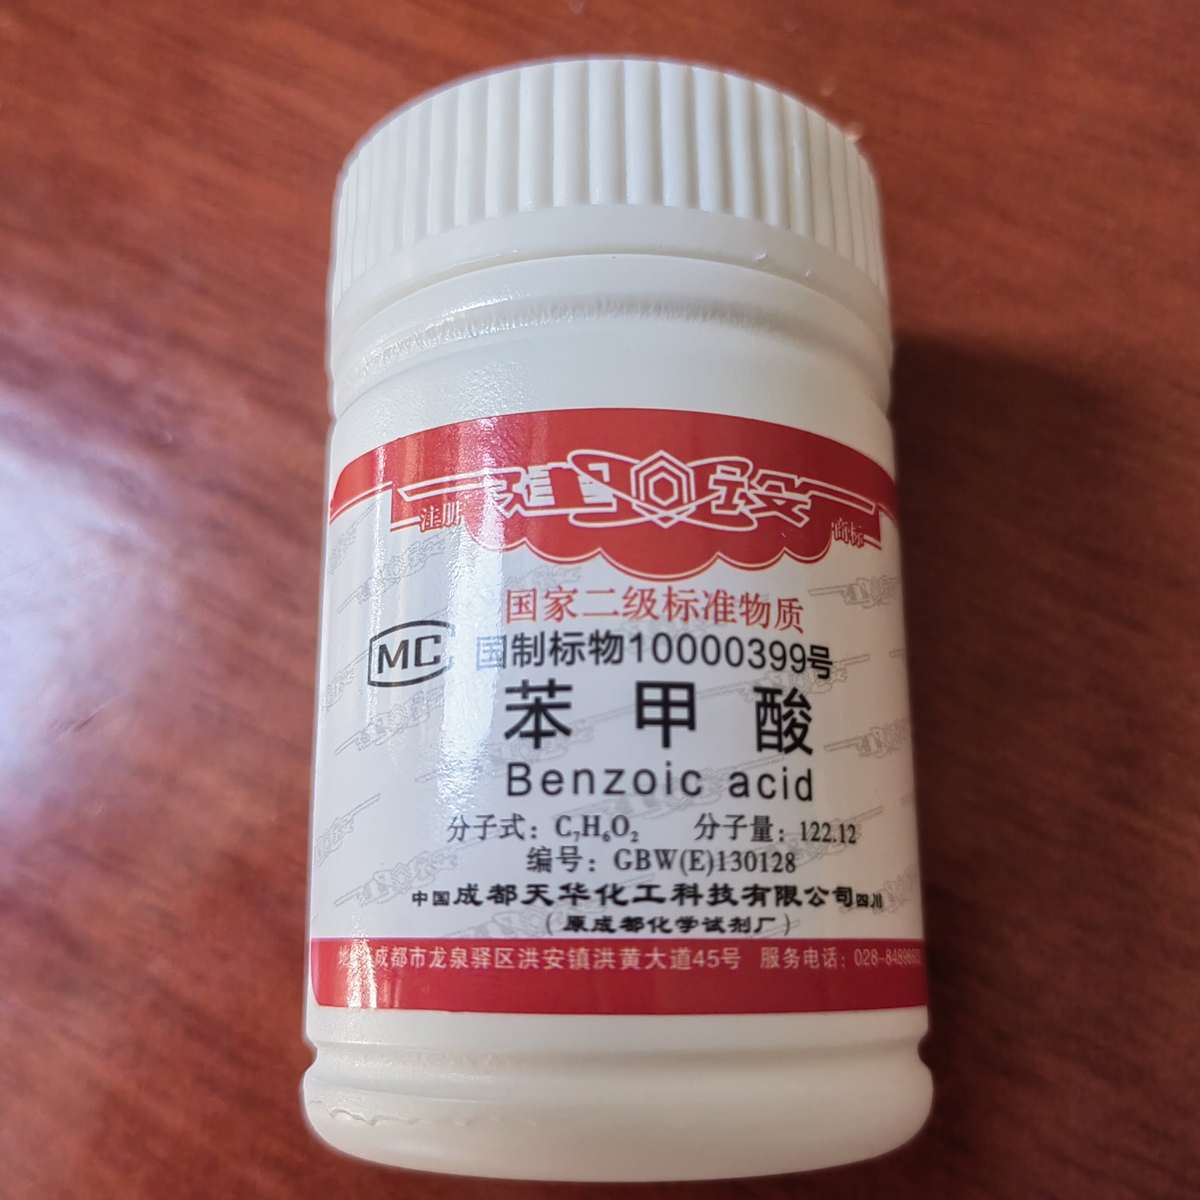 建设
注册 商标
国家二级标准物质
MC 国制标物10000399号
苯甲酸
Benzoic acid
分子式：C₇H₆O₂ 分子量：122.12
编号：GBW(E)130128
中国成都天华化工科技有限公司四川
（原成都化学试剂厂）
成都市龙泉驿区洪安镇洪黄大道45号 服务电话：028-